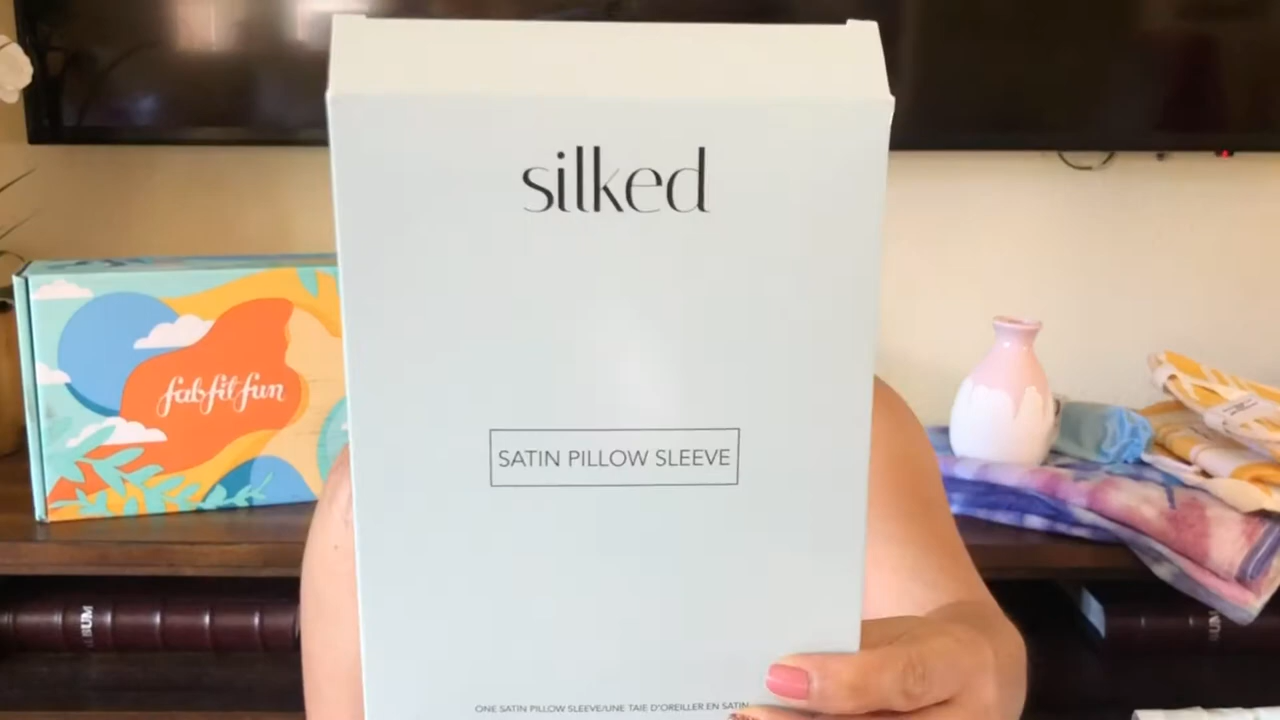 silked
fabfitfun
SATIN PILLOW SLEEVE
ONE SATIN PILLOW SLEEVE/UNE TAIE D'OREILLER EN SATIN